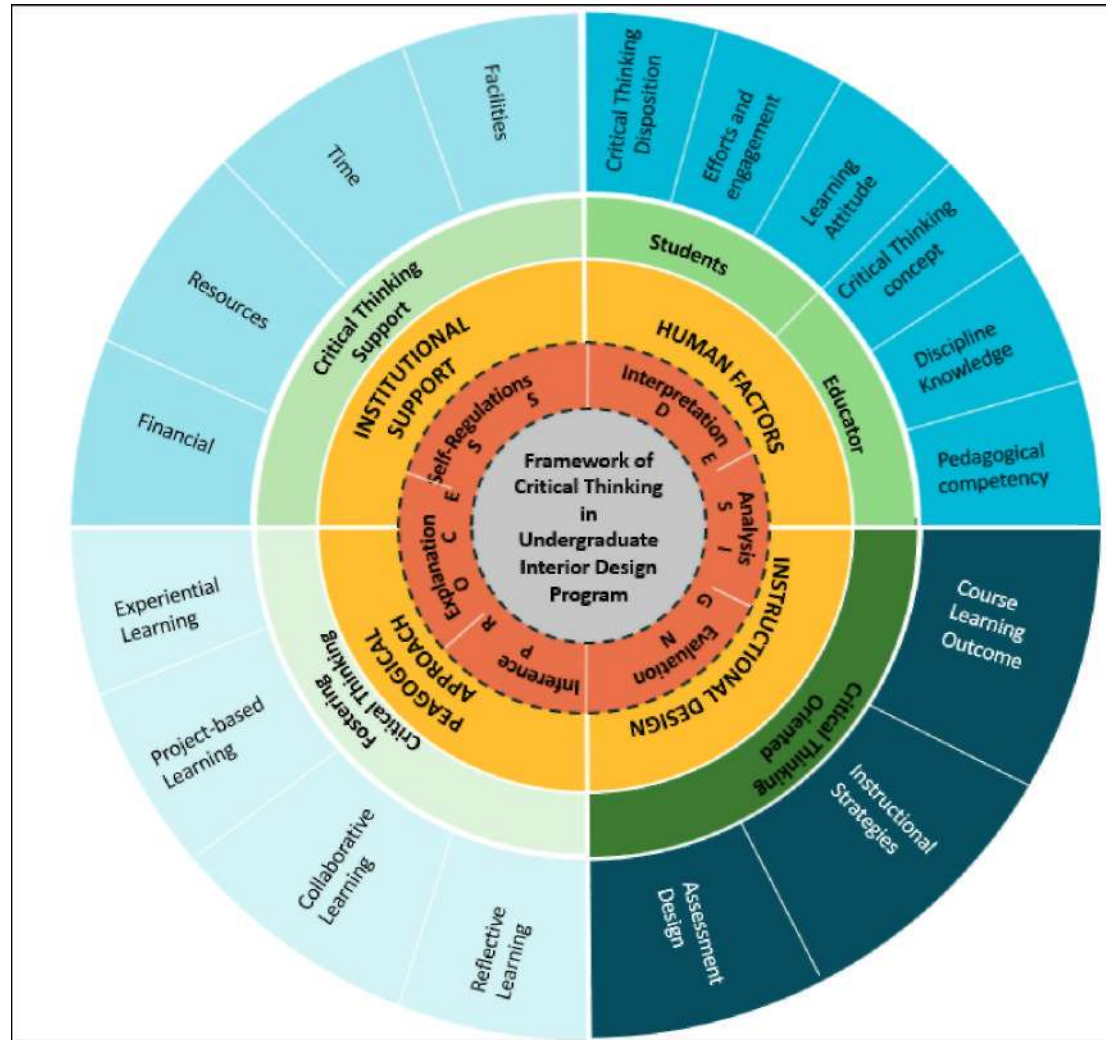 Framework of
Critical Thinking
in
Undergraduate
Interior Design
Program
Interpretation
Analysis
Evaluation
Inference
Explanation
Self-Regulations
D E S I G N
P R O C E S S
HUMAN FACTORS
INSTRUCTIONAL DESIGN
PEAGOGICAL
APPROACH
INSTITUTIONAL
SUPPORT
Students
Educator
Critical Thinking
Oriented
Fostering
Critical Thinking
Critical Thinking
Support
Critical Thinking
Disposition
Efforts and
engagement
Learning
Attitude
Critical Thinking
concept
Discipline
Knowledge
Pedagogical
competency
Course
Learning
Outcome
Instructional
Strategies
Assessment
Design
Reflective
Learning
Collaborative
Learning
Project-based
Learning
Experiential
Learning
Financial
Resources
Time
Facilities